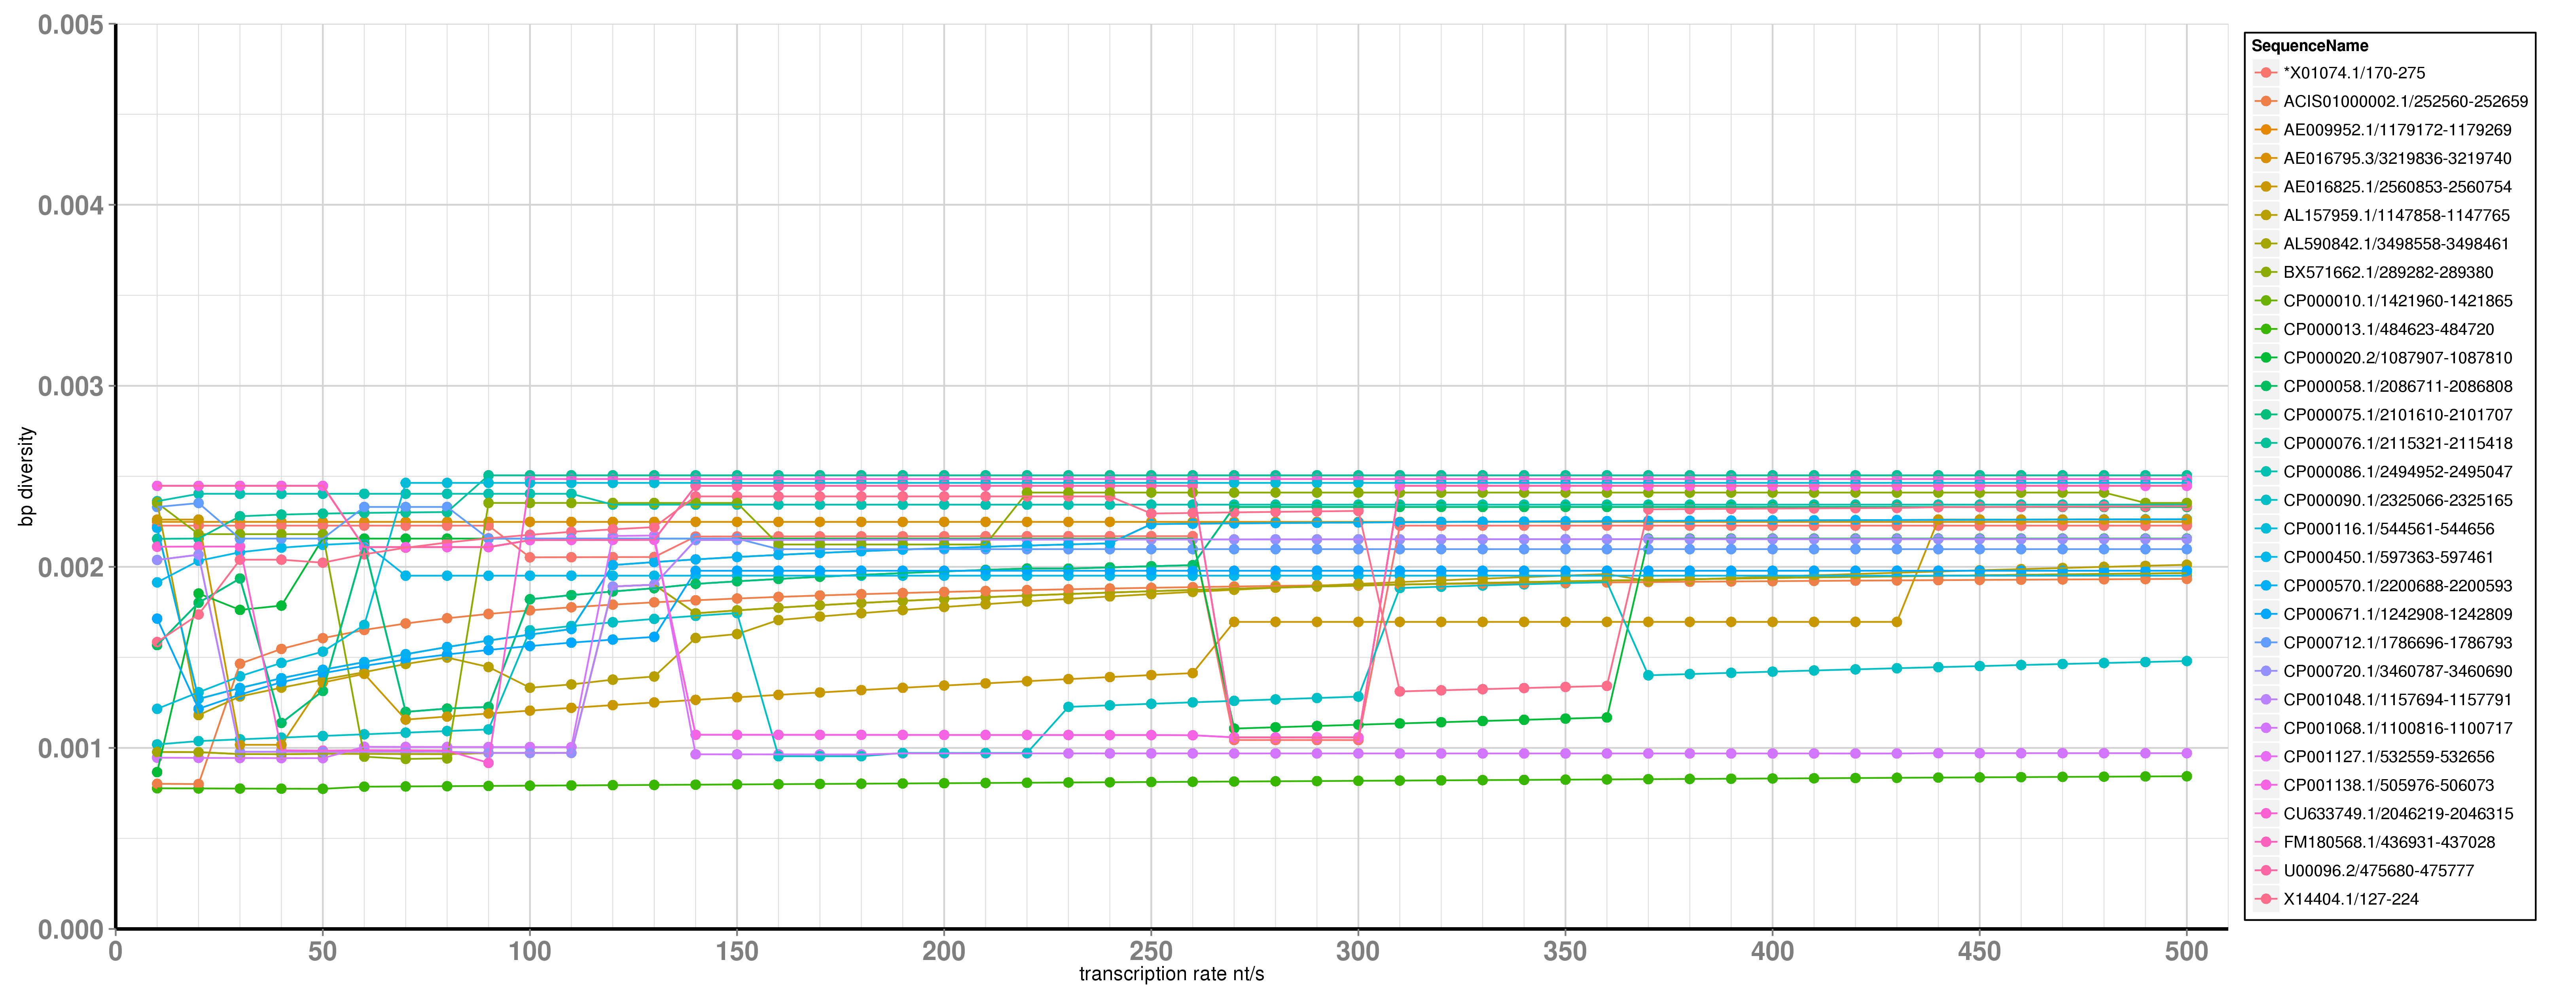 0.005
0.004
0.003
0.002
0.001
0.000
bp diversity
0
50
100
150
200
250
300
350
400
450
500
transcription rate nt/s
SequenceName
*X01074.1/170-275
ACIS01000002.1/252560-252659
AE009952.1/1179172-1179269
AE016795.3/3219836-3219740
AE016825.1/2560853-2560754
AL157959.1/1147858-1147765
AL590842.1/3498558-3498461
BX571662.1/289282-289380
CP000010.1/1421960-1421865
CP000013.1/484623-484720
CP000020.2/1087907-1087810
CP000058.1/2086711-2086808
CP000075.1/2101610-2101707
CP000076.1/2115321-2115418
CP000086.1/2494952-2495047
CP000090.1/2325066-2325165
CP000116.1/544561-544656
CP000450.1/597363-597461
CP000570.1/2200688-2200593
CP000671.1/1242908-1242809
CP000712.1/1786696-1786793
CP000720.1/3460787-3460690
CP001048.1/1157694-1157791
CP001068.1/1100816-1100717
CP001127.1/532559-532656
CP001138.1/505976-506073
CU633749.1/2046219-2046315
FM180568.1/436931-437028
U00096.2/475680-475777
X14404.1/127-224